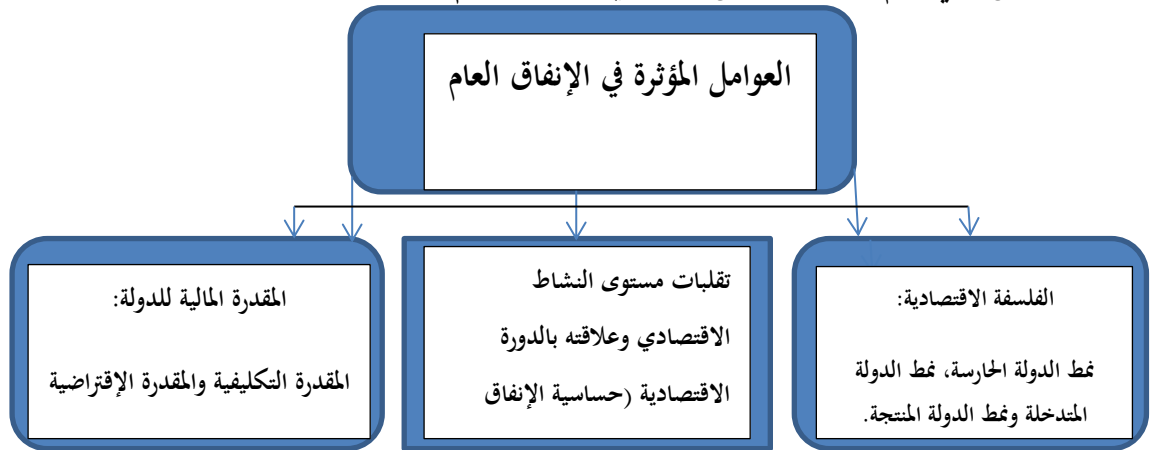 العوامل المؤثرة في الإنفاق العام
الفلسفة الاقتصادية:
نمط الدولة الحارسة، نمط الدولة
المتدخلة ونمط الدولة المنتجة.
تقلبات مستوى النشاط
الاقتصادي وعلاقته بالدورة
الاقتصادية (حساسية الإنفاق
المقدرة المالية للدولة:
المقدرة التكليفية والمقدرة الإقتراضية